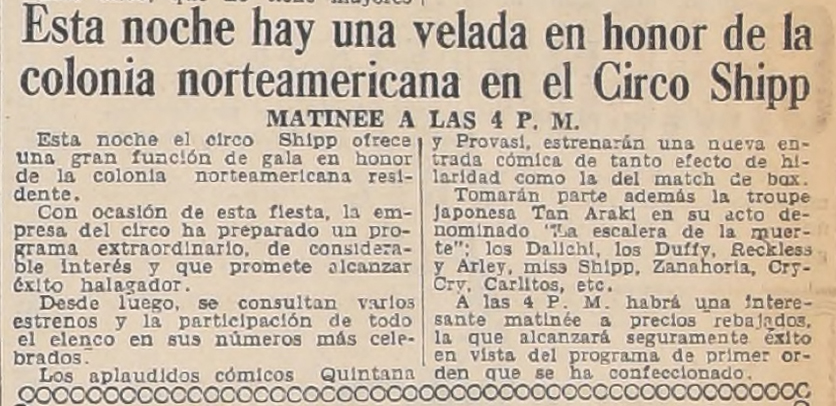 Esta noche hay una velada en honor de la
colonia norteamericana en el Circo Shipp
MATINEE A LAS 4 P. M.
Esta noche el circo Shipp ofrece
una gran función de gala en honor
de la colonia norteamericana resi-
dente.
Con ocasión de esta fiesta, la em-
presa del circo ha preparado un pro-
grama extraordinario, de considera-
ble interés y que promete alcanzar
éxito halagador.
Desde luego, se consultan varios
estrenos y la participación de todo
el elenco en sus números más cele-
brados.
Los aplaudidos cómicos Quintana
y Provasi, estrenarán una nueva en-
trada cómica de tanto efecto de hi-
laridad como la del match de box.
Tomarán parte además la troupe
japonesa Tan Araki en su acto de-
nominado "La escalera de la muer-
te"; los Dalichi, los Duffy, Reckless
y Arley, miss Shipp, Zanahoria, Cry-
Cry, Carlitos, etc.
A las 4 P. M. habrá una intere-
sante matinée a precios rebajados,
la que alcanzará seguramente éxito
en vista del programa de primer or-
den que se ha confeccionado.